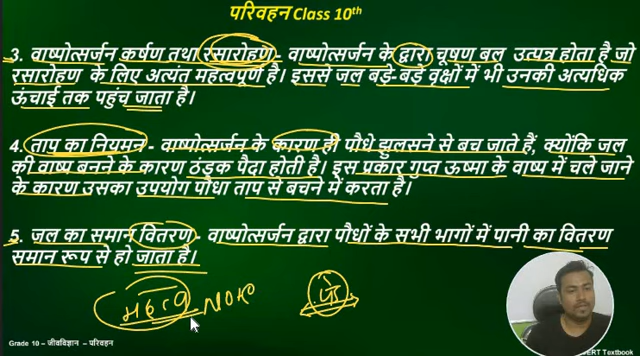 परिवहन Class 10th
3. वाष्पोत्सर्जन कर्षण तथा रसारोहण - वाष्पोत्सर्जन के द्वारा चूषण बल उत्पन्न होता है जो
रसारोहण के लिए अत्यंत महत्वपूर्ण है। इससे जल बड़े-बड़े वृक्षों में भी उनकी अत्यधिक
ऊंचाई तक पहुंच जाता है।
4. ताप का नियमन - वाष्पोत्सर्जन के कारण ही पौधे झुलसने से बच जाते हैं, क्योंकि जल
की वाष्प बनने के कारण ठंडक पैदा होती है। इस प्रकार गुप्त ऊष्मा के वाष्प में चले जाने
के कारण उसका उपयोग पौधा ताप से बचने में करता है।
5. जल का समान वितरण - वाष्पोत्सर्जन द्वारा पौधों के सभी भागों में पानी का वितरण
समान रूप से हो जाता है।
महत्व
Grade 10 – जीवविज्ञान – परिवहन
ERT Textbook